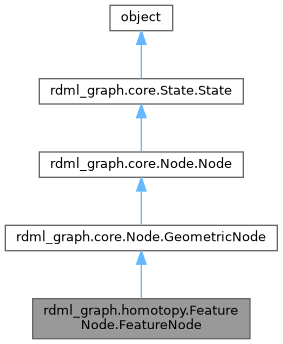 object
rdml_graph.core.State.State
rdml_graph.core.Node.Node
rdml_graph.core.Node.GeometricNode
rdml_graph.homotopy.Feature
Node.FeatureNode